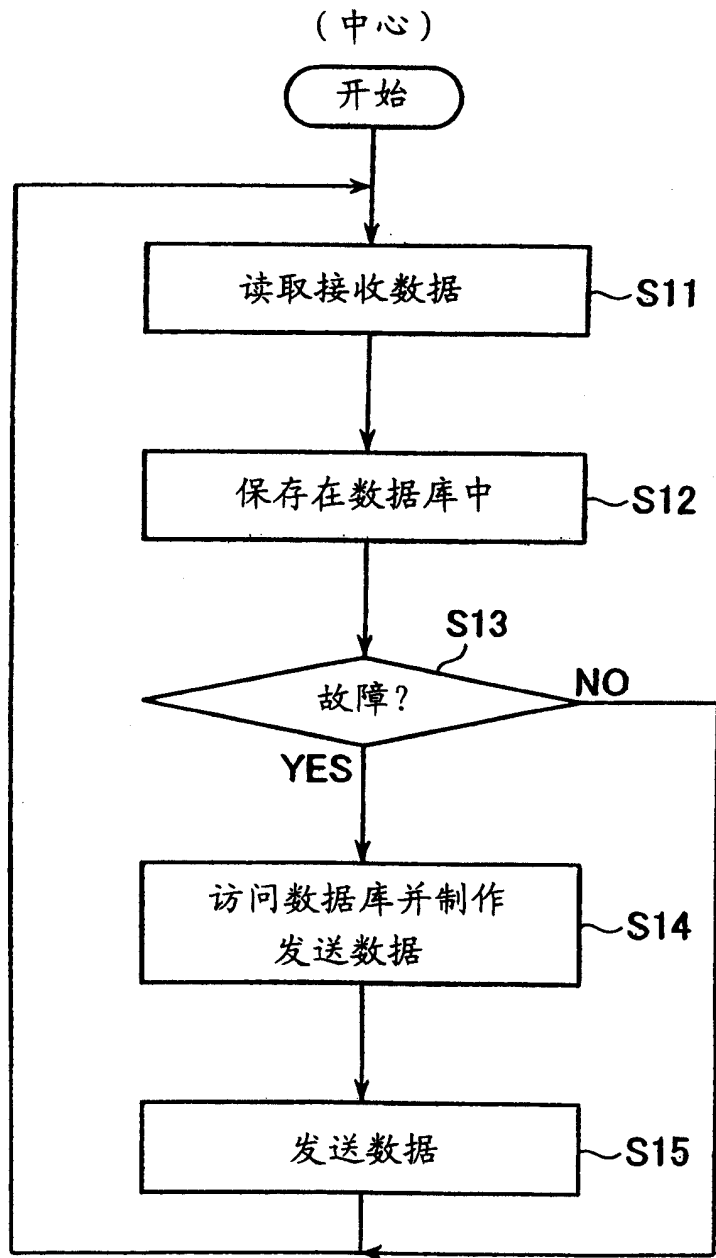 （中心）
开始
读取接收数据
S11
保存在数据库中
S12
S13
故障？
NO
YES
访问数据库并制作
发送数据
S14
发送数据
S15